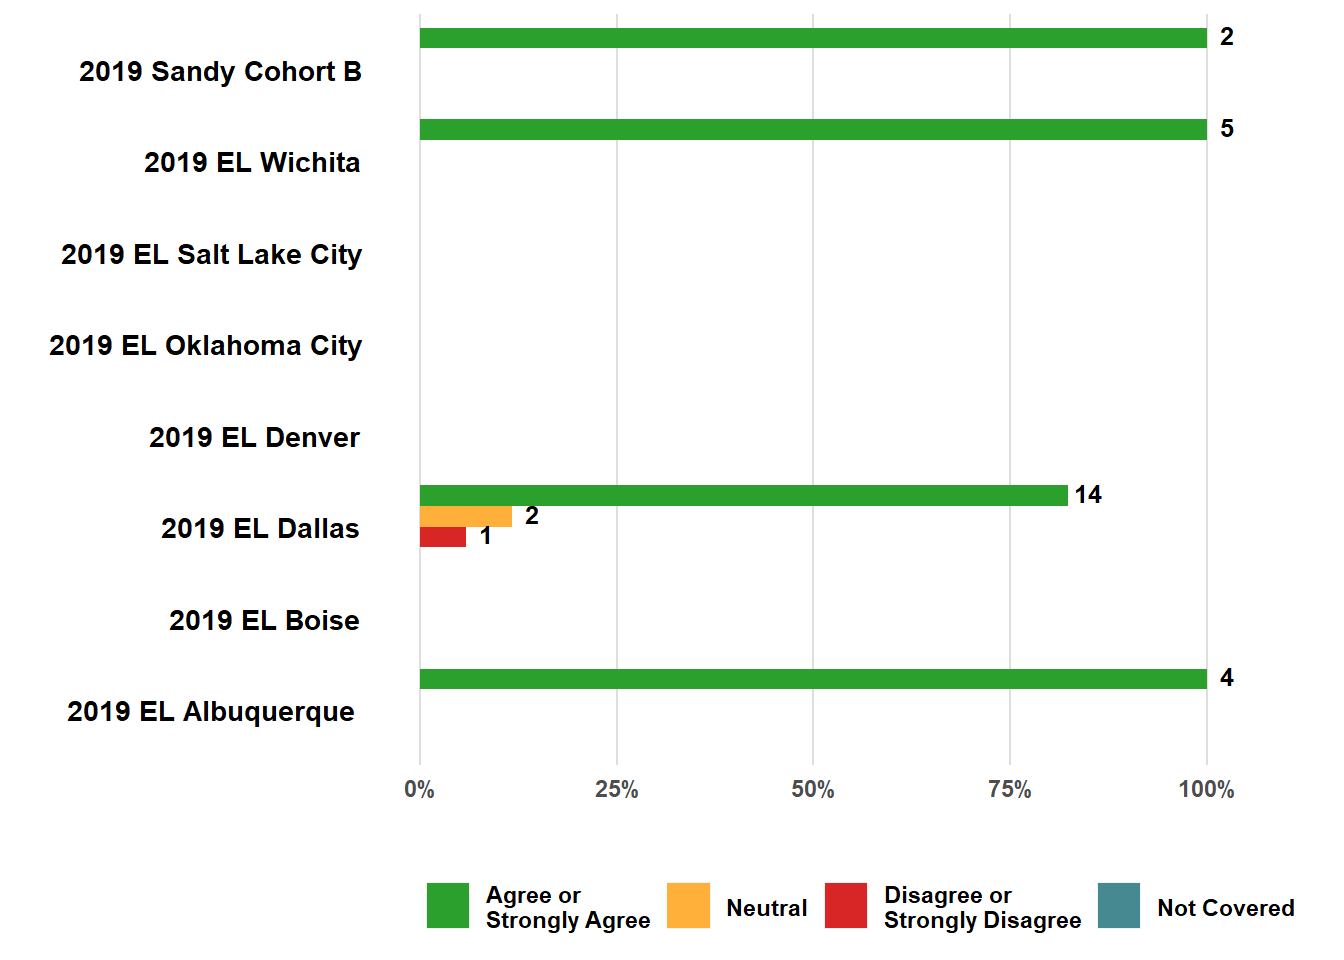 2
2019 Sandy Cohort B
5
2019 EL Wichita
2019 EL Salt Lake City
2019 EL Oklahoma City
2019 EL Denver
14
2
2019 EL Dallas
1
2019 EL Boise
4
2019 EL Albuquerque
0% 25% 50% 75% 100%
Agree or
Strongly Agree
Neutral
Disagree or
Strongly Disagree
Not Covered